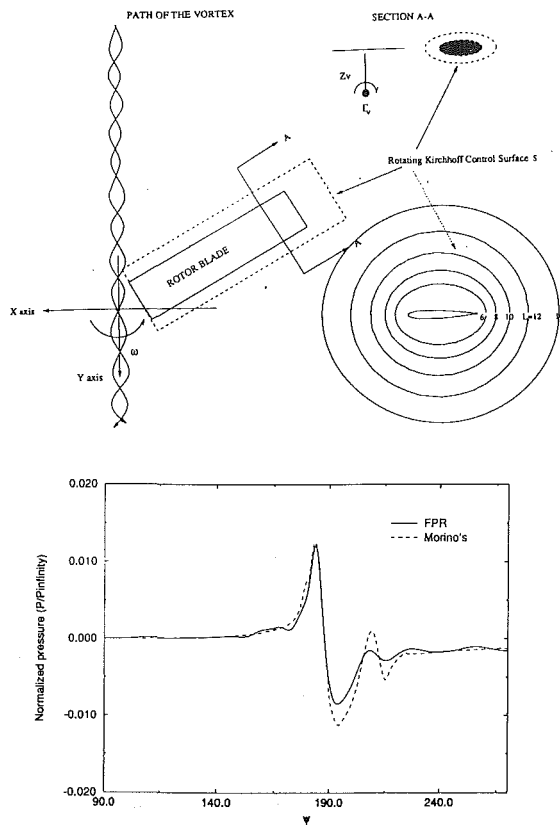 PATH OF THE VORTEX
SECTION A-A
Zv
Γv
A
Rotating Kirchhoff Control Surface S
A
ROTOR BLADE
X axis
ω
Y axis
6 8 10 L=12
0.020
0.010
0.000
-0.010
-0.020
Normalized pressure (P/Pinfinity)
FPR
Morino's
90.0 140.0 190.0 240.0
Ψ